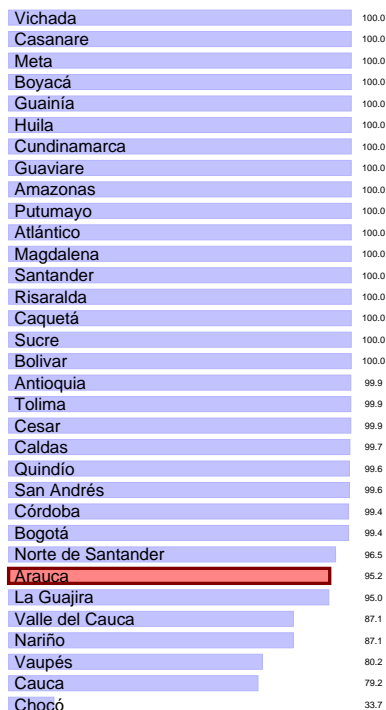 Vichada 100.0
Casanare 100.0
Meta 100.0
Boyacá 100.0
Guainía 100.0
Huila 100.0
Cundinamarca 100.0
Guaviare 100.0
Amazonas 100.0
Putumayo 100.0
Atlántico 100.0
Magdalena 100.0
Santander 100.0
Risaralda 100.0
Caquetá 100.0
Sucre 100.0
Bolivar 100.0
Antioquia 99.9
Tolima 99.9
Cesar 99.9
Caldas 99.7
Quindío 99.6
San Andrés 99.6
Córdoba 99.4
Bogotá 99.4
Norte de Santander 96.5
Arauca 95.2
La Guajira 95.0
Valle del Cauca 87.1
Nariño 87.1
Vaupés 80.2
Cauca 79.2
Chocó 33.7